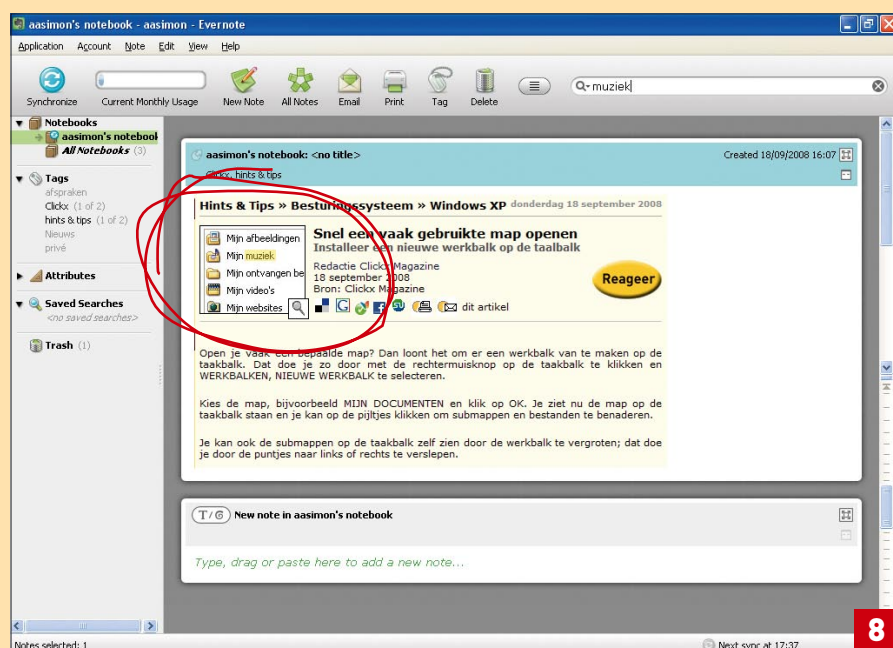 aasimon's notebook - aasimon - Evernote
Application Account Note Edit View Help
Synchronize Current Monthly Usage New Note All Notes Email Print Tag Delete muziek
Notebooks
aasimon's notebook
All Notebooks (3)
Tags
afspraken
Clickx (1 of 2)
hints & tips (1 of 2)
Nieuws
privé
Attributes
Saved Searches
<no saved searches>
Trash (1)
aasimon's notebook: <no title> Created 18/09/2008 16:07
Clickx, hints & tips
Hints & Tips » Besturingssysteem » Windows XP donderdag 18 september 2008
Mijn afbeeldingen
Mijn muziek
Mijn ontvangen be
Mijn video's
Mijn websites
Snel een vaak gebruikte map openen
Installeer een nieuwe werkbalk op de taalbalk
Redactie Clickx Magazine
18 september 2008
Bron: Clickx Magazine
dit artikel
Reageer
Open je vaak een bepaalde map? Dan loont het om er een werkbalk van te maken op de
taakbalk. Dat doe je zo door met de rechtermuisknop op de taakbalk te klikken en
WERKBALKEN, NIEUWE WERKBALK te selecteren.
Kies de map, bijvoorbeeld MIJN DOCUMENTEN en klik op OK. Je ziet nu de map op de
taakbalk staan en je kan op de pijltjes klikken om submappen en bestanden te benaderen.
Je kan ook de submappen op de taakbalk zelf zien door de werkbalk te vergroten; dat doe
je door de puntjes naar links of rechts te verslepen.
T/G New note in aasimon's notebook
Type, drag or paste here to add a new note...
Notes selected: 1 Next sync at 17:37
8